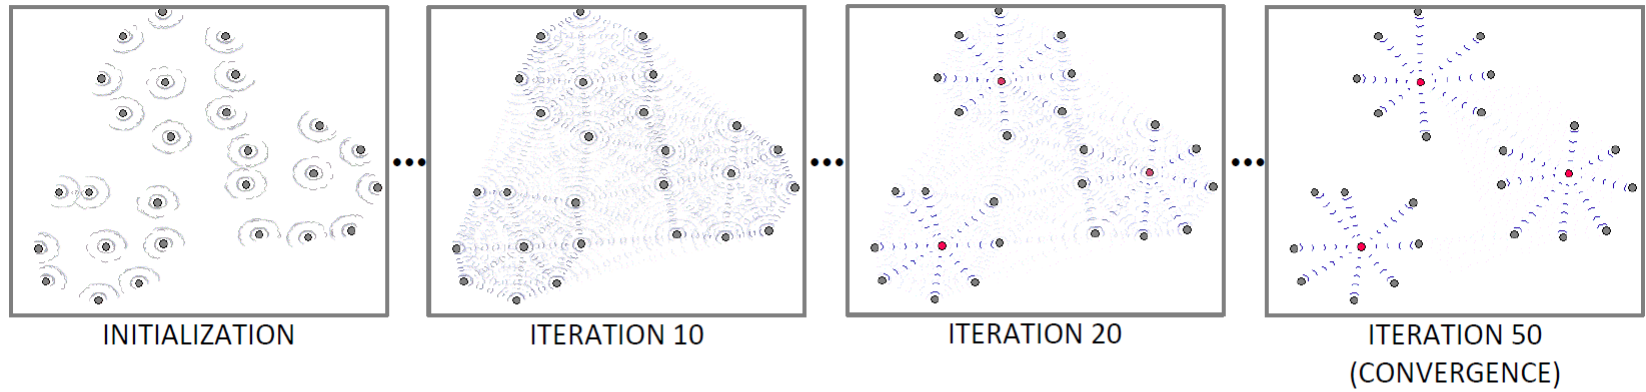 INITIALIZATION
ITERATION 10
ITERATION 20
ITERATION 50
(CONVERGENCE)